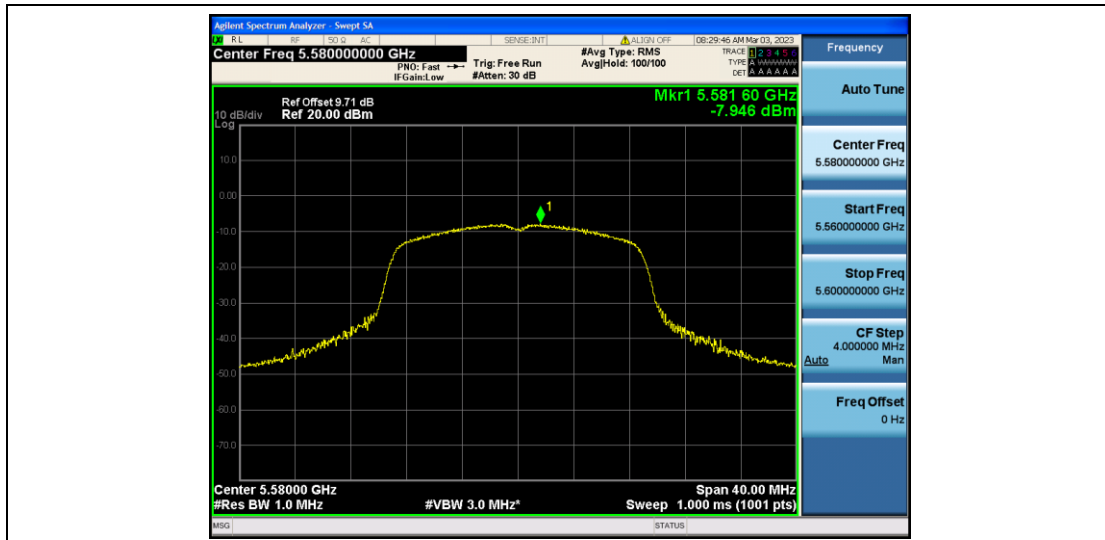 Agilent Spectrum Analyzer - Swept SA
RL RF 50 Ω AC SENSE:INT ALIGN OFF 08:29:46 AM Mar 03, 2023
Center Freq 5.580000000 GHz
PNO: Fast
IFGain:Low
Trig: Free Run
#Atten: 30 dB
#Avg Type: RMS
Avg|Hold: 100/100
TRACE 1 2 3 4 5 6
TYPE A WWWWW
DET A A A A A A
Ref Offset 9.71 dB
10 dB/div Ref 20.00 dBm
Log
Mkr1 5.581 60 GHz
-7.946 dBm
10.0
0.00
1
-10.0
-20.0
-30.0
-40.0
-50.0
-60.0
-70.0
Center 5.58000 GHz Span 40.00 MHz
#Res BW 1.0 MHz #VBW 3.0 MHz* Sweep 1.000 ms (1001 pts)
MSG STATUS
Frequency
Auto Tune
Center Freq
5.580000000 GHz
Start Freq
5.560000000 GHz
Stop Freq
5.600000000 GHz
CF Step
4.000000 MHz
Auto Man
Freq Offset
0 Hz